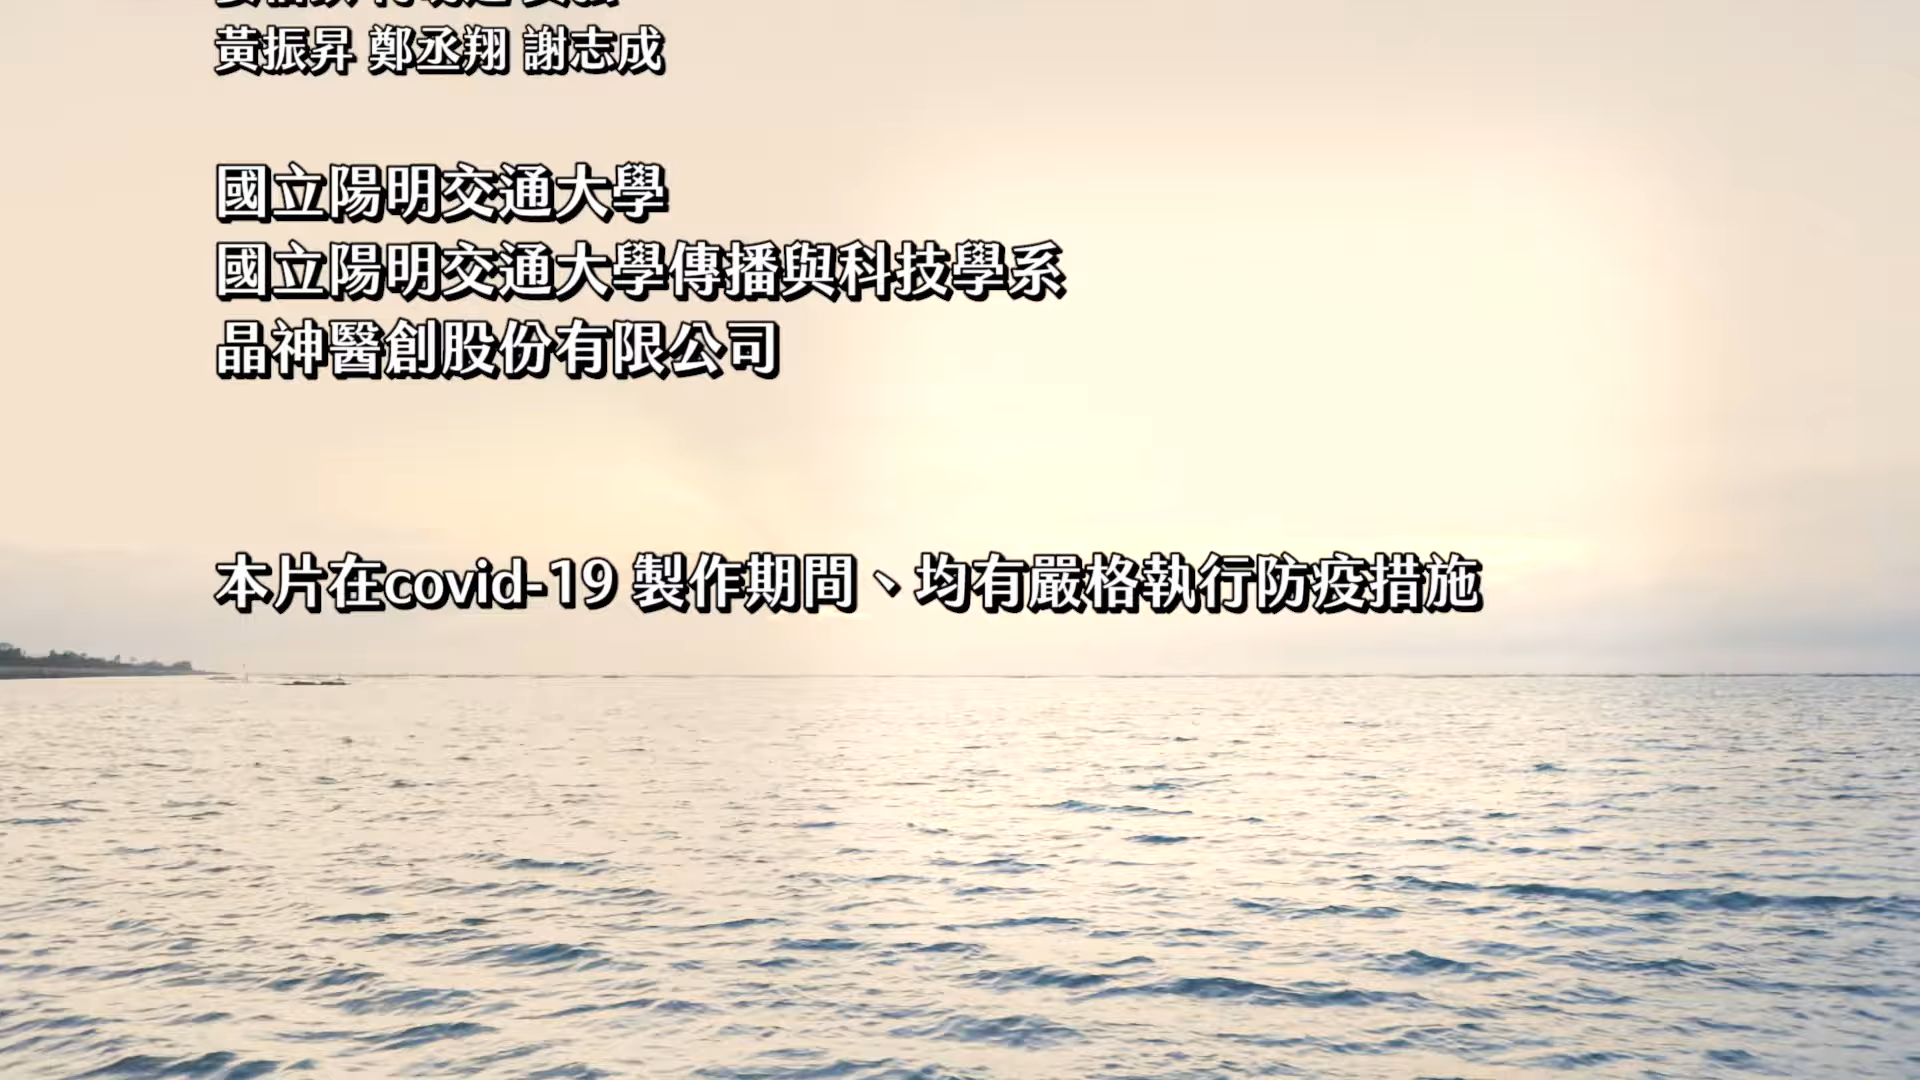 黃振昇 鄭丞翔 謝志成
國立陽明交通大學
國立陽明交通大學傳播與科技學系
晶神醫創股份有限公司
本片在covid-19 製作期間、均有嚴格執行防疫措施